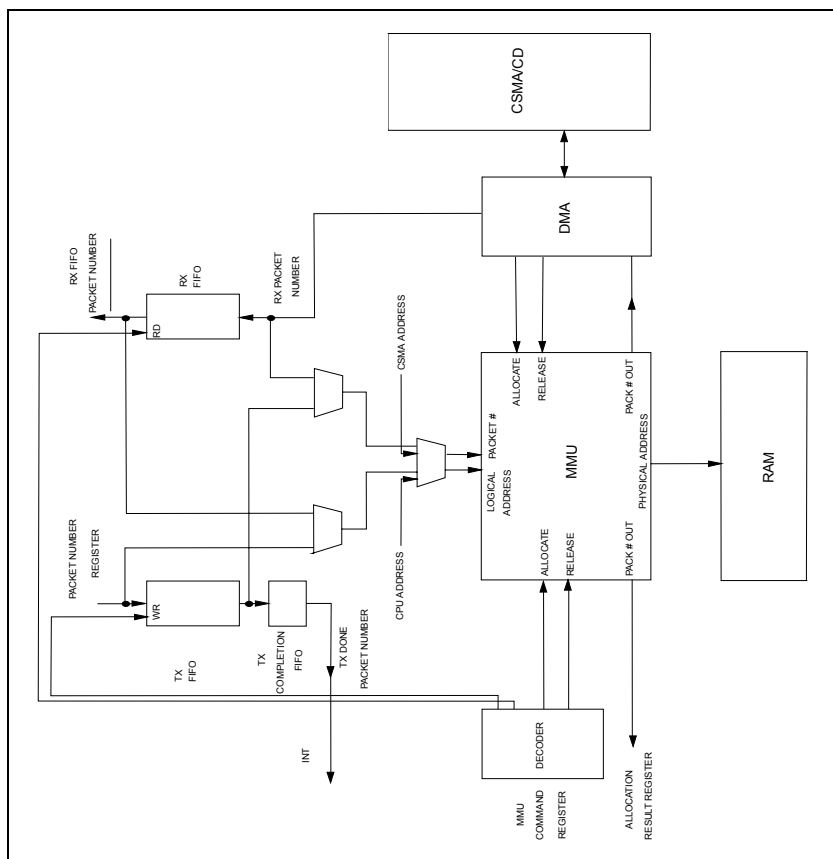 CSMA/CD
DMA
RX FIFO
PACKET NUMBER
RX
FIFO
RD
RX PACKET
NUMBER
CSMA ADDRESS
ALLOCATE
RELEASE
PACK # OUT
PACKET #
LOGICAL
ADDRESS
MMU
PHYSICAL ADDRESS
RAM
PACKET NUMBER
REGISTER
WR
TX
FIFO
TX
COMPLETION
FIFO
TX DONE
PACKET NUMBER
CPU ADDRESS
ALLOCATE
RELEASE
PACK # OUT
INT
DECODER
MMU
COMMAND
REGISTER
ALLOCATION
RESULT REGISTER